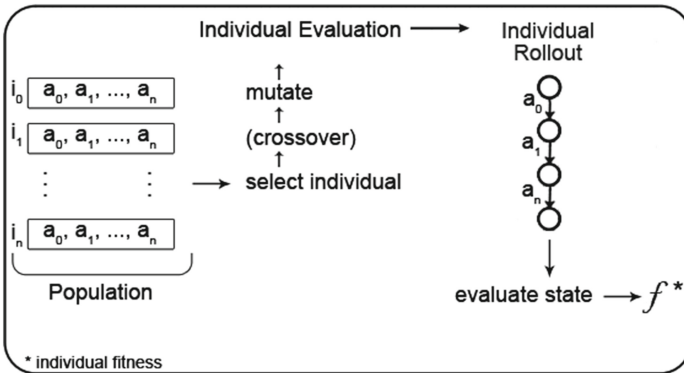 Individual Evaluation
Individual
Rollout
i₀ a₀, a₁, ..., aₙ
i₁ a₀, a₁, ..., aₙ
iₙ a₀, a₁, ..., aₙ
Population
mutate
(crossover)
select individual
a₀
a₁
aₙ
evaluate state
f *
* individual fitness